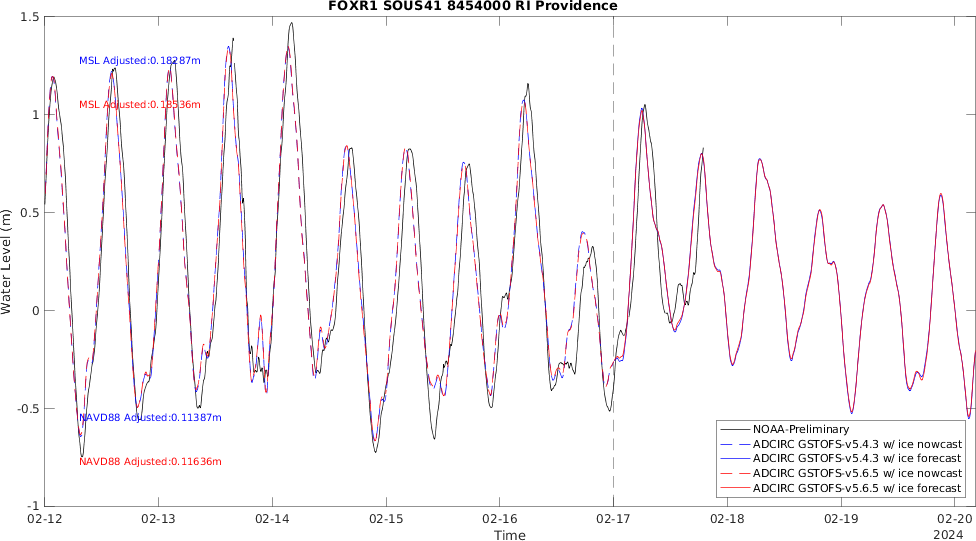 FOXR1 SOUS41 8454000 RI Providence
Water Level (m)
1.5
1
0.5
0
-0.5
-1
MSL Adjusted:0.18287m
MSL Adjusted:0.18536m
NAVD88 Adjusted:0.11387m
NAVD88 Adjusted:0.11636m
NOAA-Preliminary
ADCIRC GSTOFS-v5.4.3 w/ ice nowcast
ADCIRC GSTOFS-v5.4.3 w/ ice forecast
ADCIRC GSTOFS-v5.6.5 w/ ice nowcast
ADCIRC GSTOFS-v5.6.5 w/ ice forecast
02-12 02-13 02-14 02-15 02-16 02-17 02-18 02-19 02-20
Time
2024